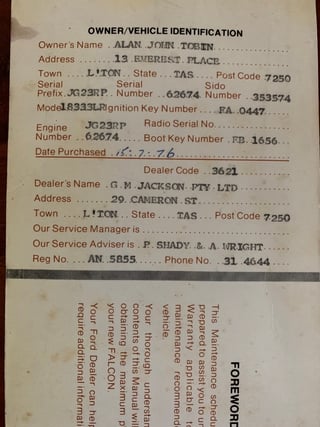 OWNER/VEHICLE IDENTIFICATION
Owner's Name . ALAN JOHN TOBIN
Address . . . . . . 13 EVEREST PLACE
Town . . . L'TON . . State . . . TAS . . . . Post Code 7250
Serial Serial Sido
Prefix . JG23RP . . Number . . 62674 . Number . . 353574
Model 18333LR Ignition Key Number . . . . FA 0447
Engine JG23RP Radio Serial No.
Number . . 62674 . . . Boot Key Number . FB 1656
Date Purchased . 15.7.76
Dealer Code . . 3621
Dealer's Name . G M JACKSON PTY LTD
Address . . . . . . 29 CAMERON ST
Town . . . L'TON . . State . . . TAS . . . Post Code 7250
Our Service Manager is
Our Service Adviser is . P SHADY & A WRIGHT
Reg No. . . . AN 5855 . . . . . Phone No. . 31 4644
FOREWORD
This Maintenance sched
prepared to assist you to un
Warranty applicable t
maintenance recommend
vehicle.
Your thorough understan
contents of this Manual will
obtaining the maximum p
your new FALCON.
Your Ford Dealer can help
require additional informati